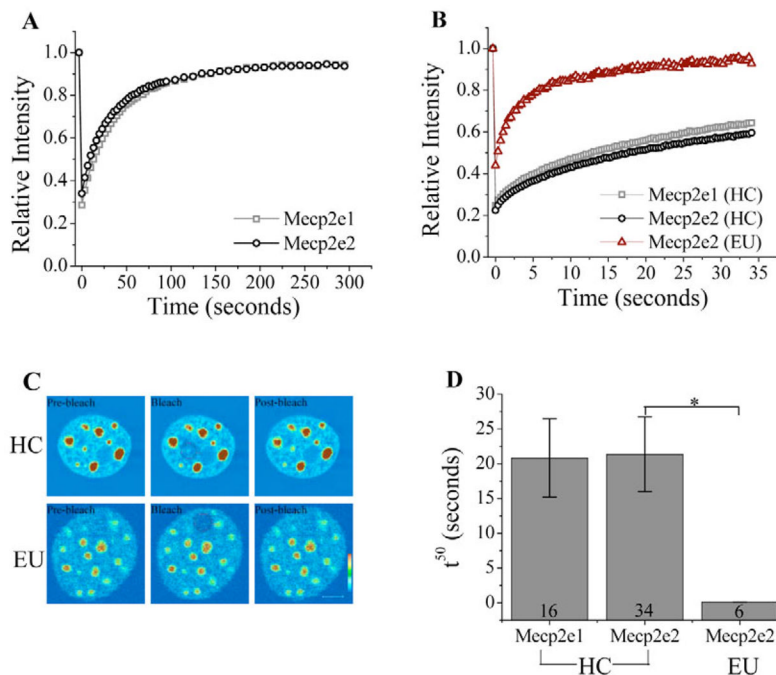 A
Relative Intensity
1.0
0.8
0.6
0.4
0.2
0.0
Mecp2e1
Mecp2e2
0 50 100 150 200 250 300
Time (seconds)
B
Relative Intensity
1.0
0.8
0.6
0.4
0.2
0.0
Mecp2e1 (HC)
Mecp2e2 (HC)
Mecp2e2 (EU)
0 5 10 15 20 25 30 35
Time (seconds)
C
Pre-bleach Bleach Post-bleach
HC
Pre-bleach Bleach Post-bleach
EU
D
t50 (seconds)
30
25
20
15
10
5
0
*
16 34 6
Mecp2e1 Mecp2e2 Mecp2e2
HC EU